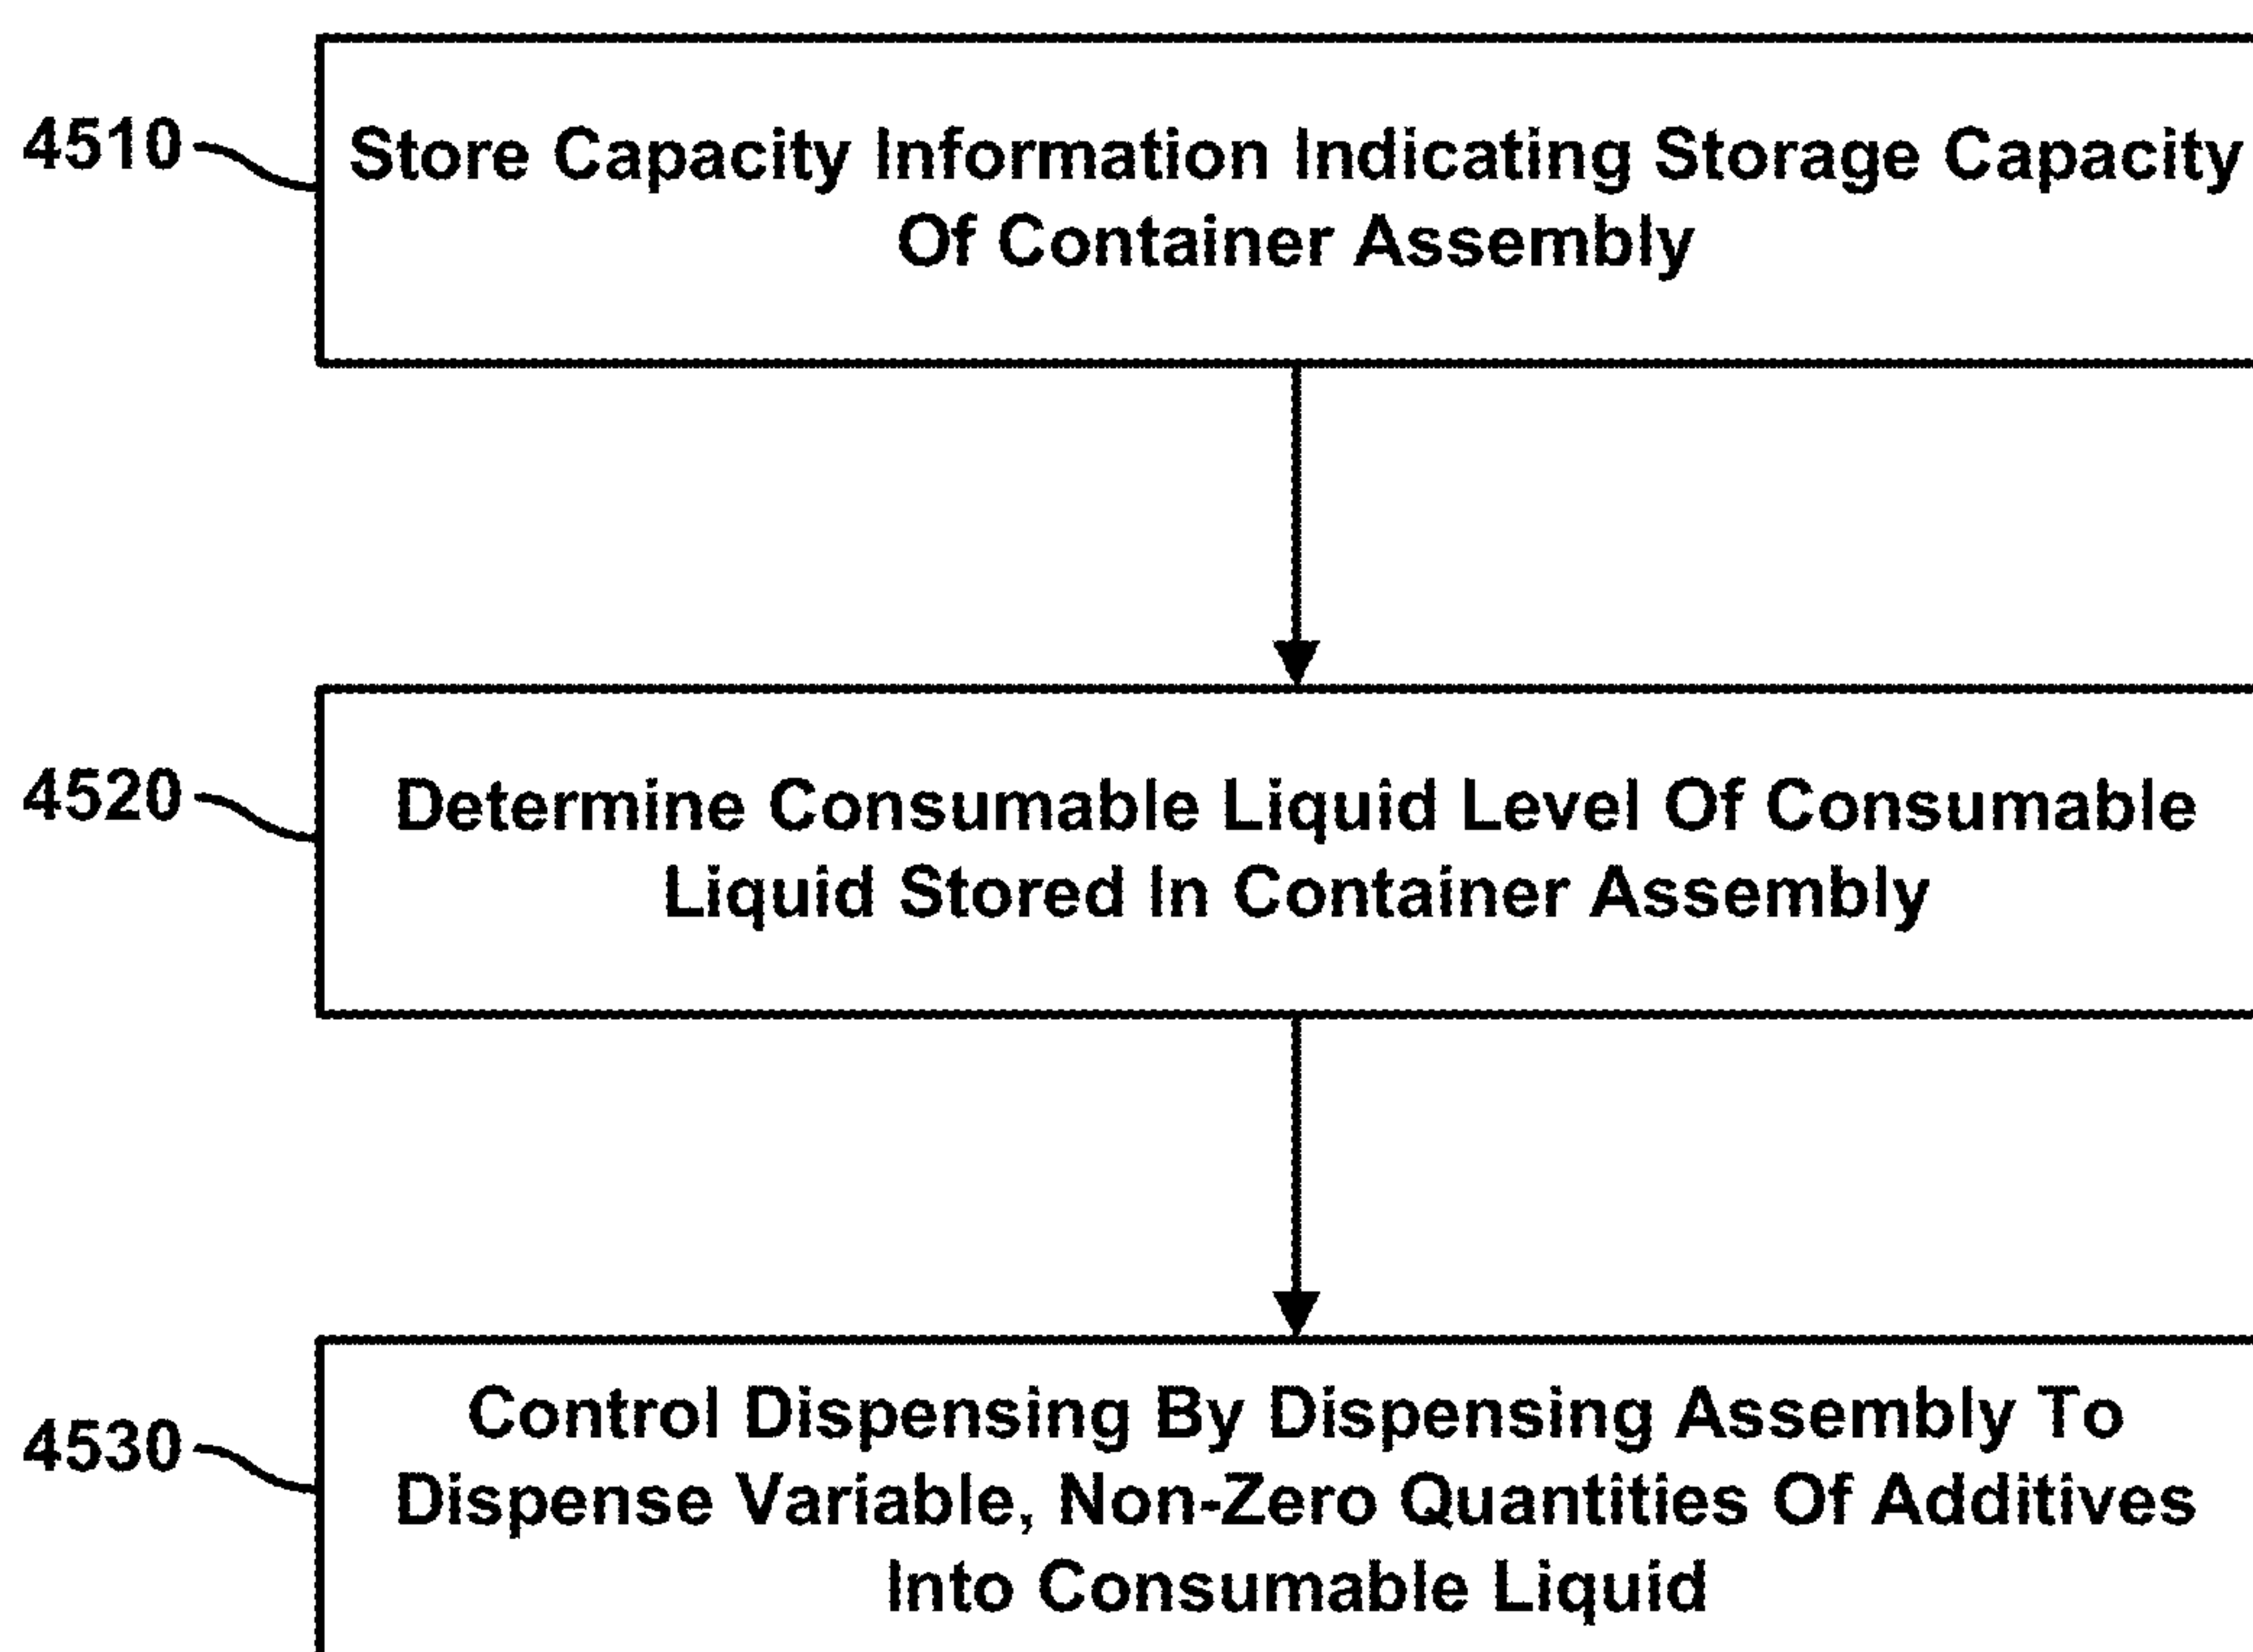 4510
Store Capacity Information Indicating Storage Capacity
Of Container Assembly
4520
Determine Consumable Liquid Level Of Consumable
Liquid Stored In Container Assembly
4530
Control Dispensing By Dispensing Assembly To
Dispense Variable, Non-Zero Quantities Of Additives
Into Consumable Liquid